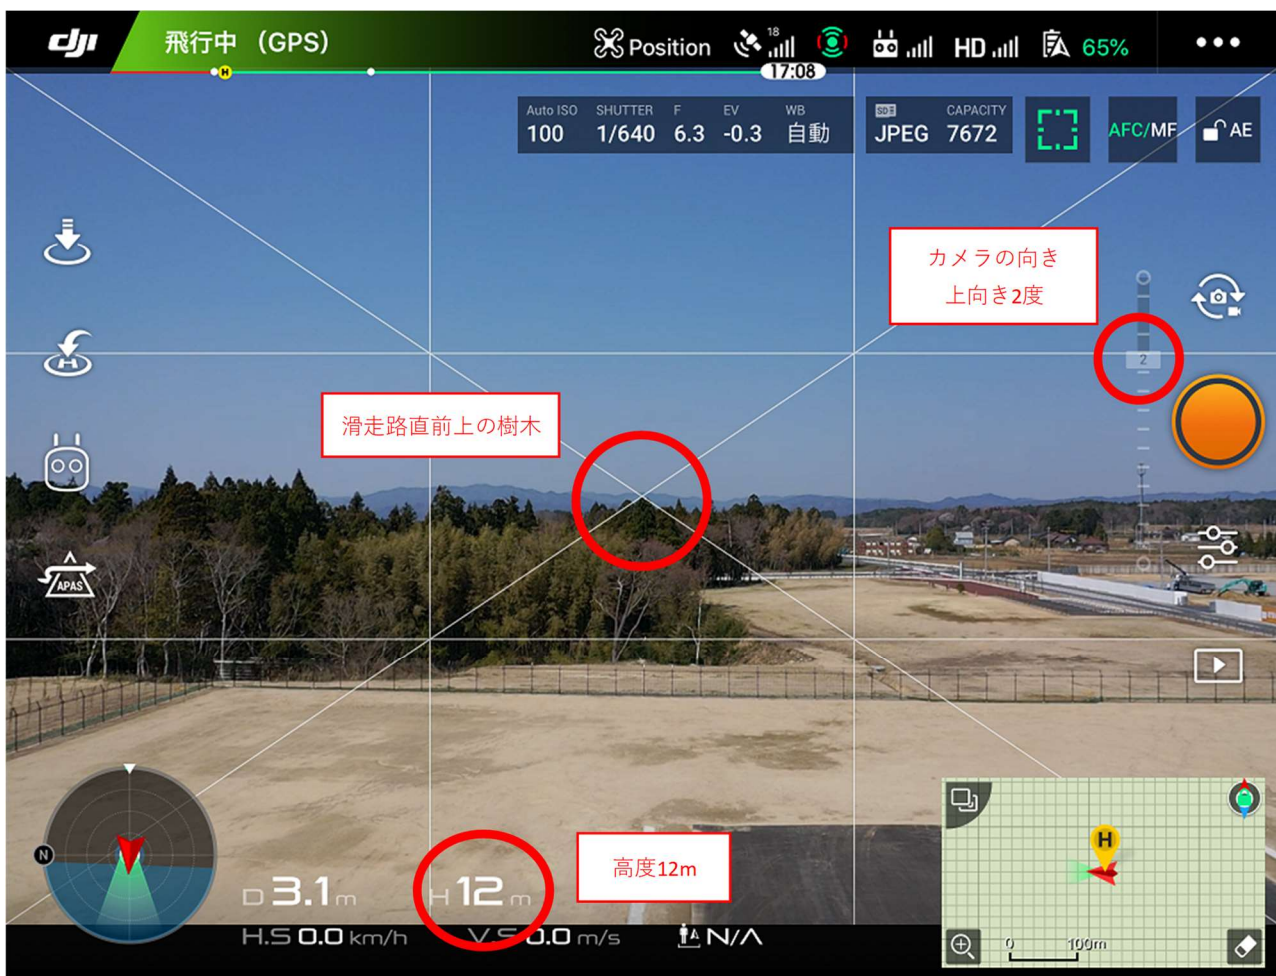 dji 飛行中 (GPS) Position 18 HD 65%
H
17:08
Auto ISO SHUTTER F EV WB CAPACITY
100 1/640 6.3 -0.3 自動 JPEG 7672 AFC/MF AE
SD
カメラの向き
上向き2度
2
滑走路直前上の樹木
APAS
N
高度12m
D 3.1 m H 12 m
H.S 0.0 km/h V.S 0.0 m/s N/A
H
0 100m